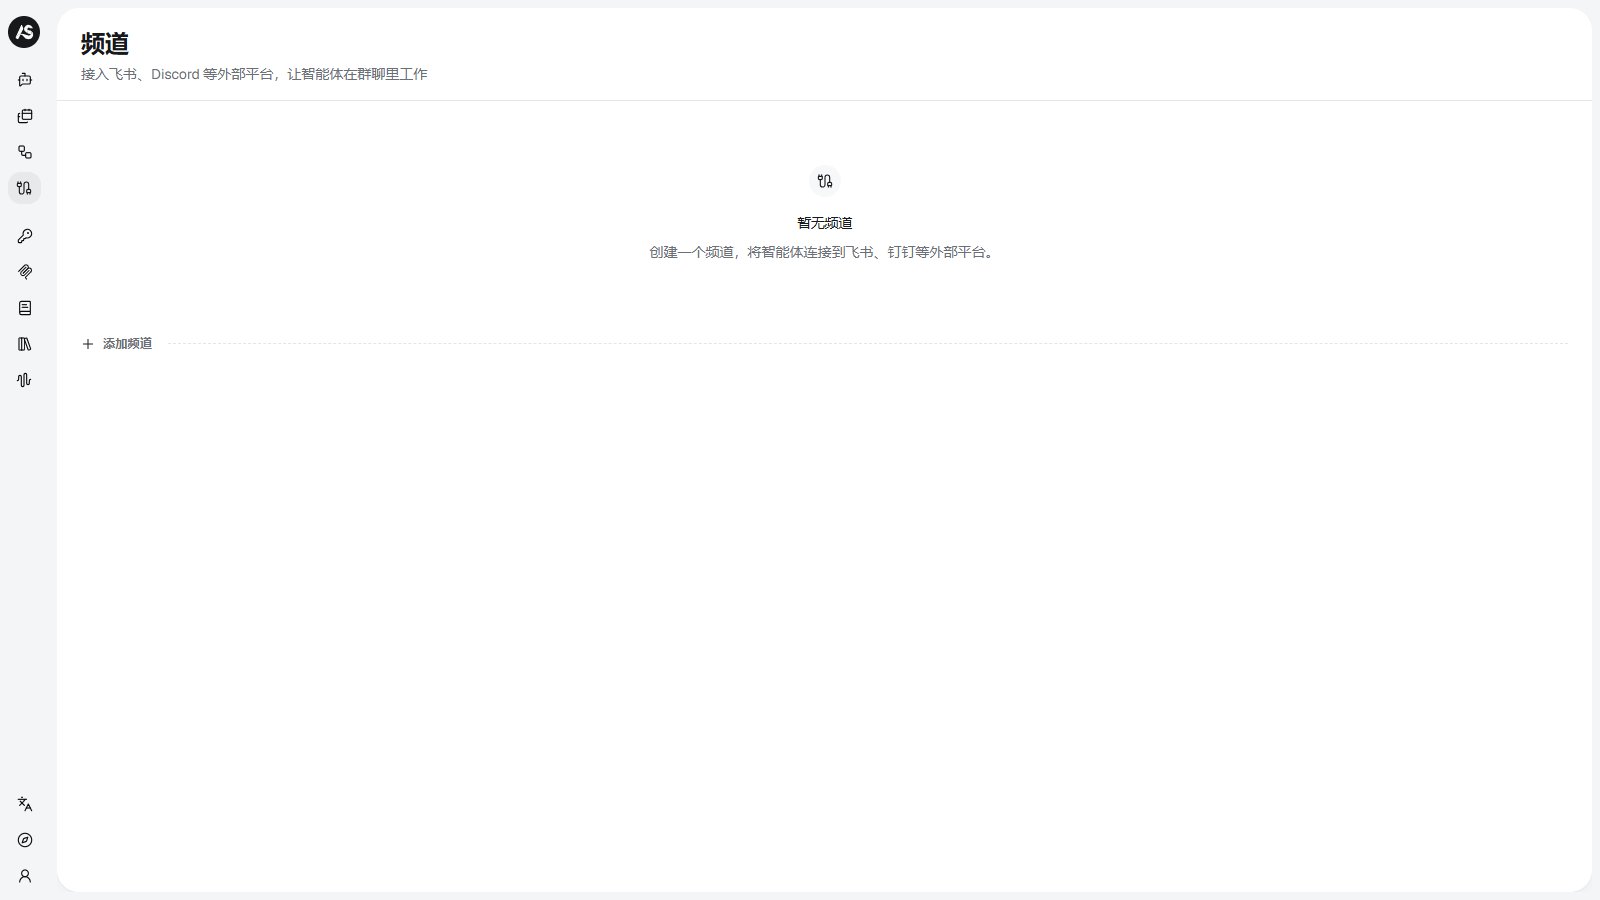 AS
频道
接入飞书、Discord 等外部平台，让智能体在群聊里工作
暂无频道
创建一个频道，将智能体连接到飞书、钉钉等外部平台。
添加频道